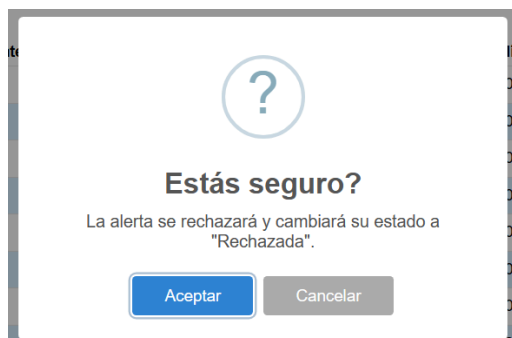 ?
Estás seguro?
La alerta se rechazará y cambiará su estado a
"Rechazada".
Aceptar
Cancelar